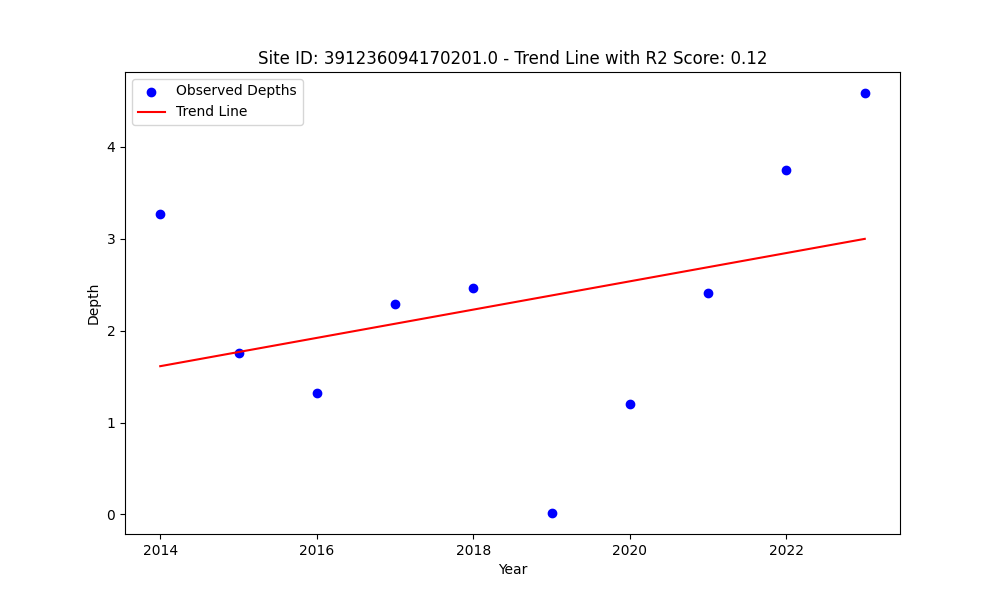 Site ID: 391236094170201.0 - Trend Line with R2 Score: 0.12
Observed Depths
Trend Line
4
3
2
1
0
Depth
2014 2016 2018 2020 2022
Year